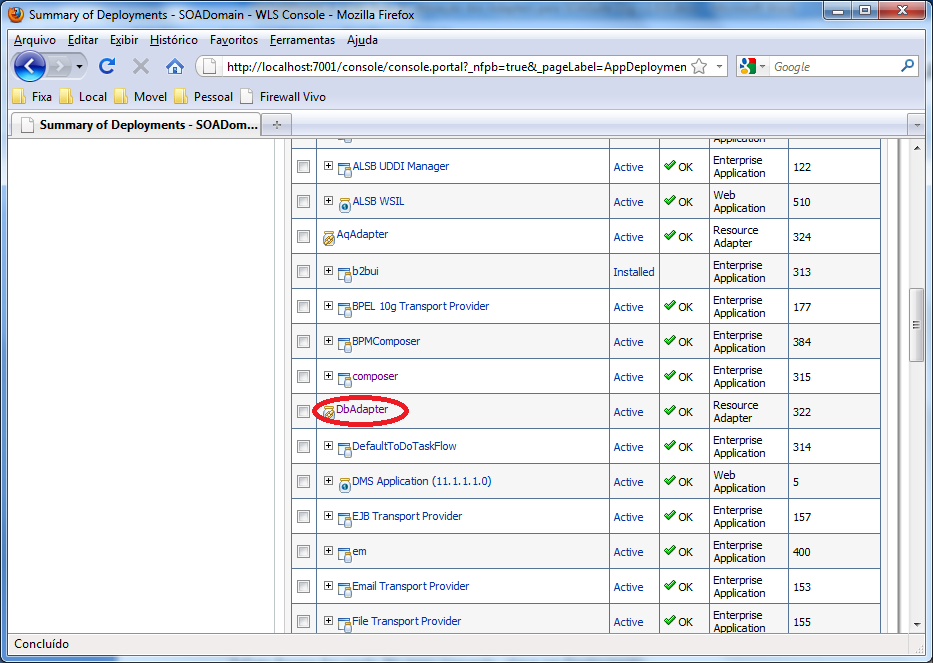 Summary of Deployments - SOADomain - WLS Console - Mozilla Firefox
Arquivo Editar Exibir Histórico Favoritos Ferramentas Ajuda
http://localhost:7001/console/console.portal?_nfpb=true&_pageLabel=AppDeploymen Google
Fixa Local Movel Pessoal Firewall Vivo
Summary of Deployments - SOADom...
Application
ALSB UDDI Manager Active OK Enterprise Application 122
ALSB WSIL Active OK Web Application 510
AqAdapter Active OK Resource Adapter 324
b2bui Installed Enterprise Application 313
BPEL 10g Transport Provider Active OK Enterprise Application 177
BPMComposer Active OK Enterprise Application 384
composer Active OK Enterprise Application 315
DbAdapter Active OK Resource Adapter 322
DefaultToDoTaskFlow Active OK Enterprise Application 314
DMS Application (11.1.1.1.0) Active OK Web Application 5
EJB Transport Provider Active OK Enterprise Application 157
em Active OK Enterprise Application 400
Email Transport Provider Active OK Enterprise Application 153
File Transport Provider Active OK Enterprise Application 155
Concluído